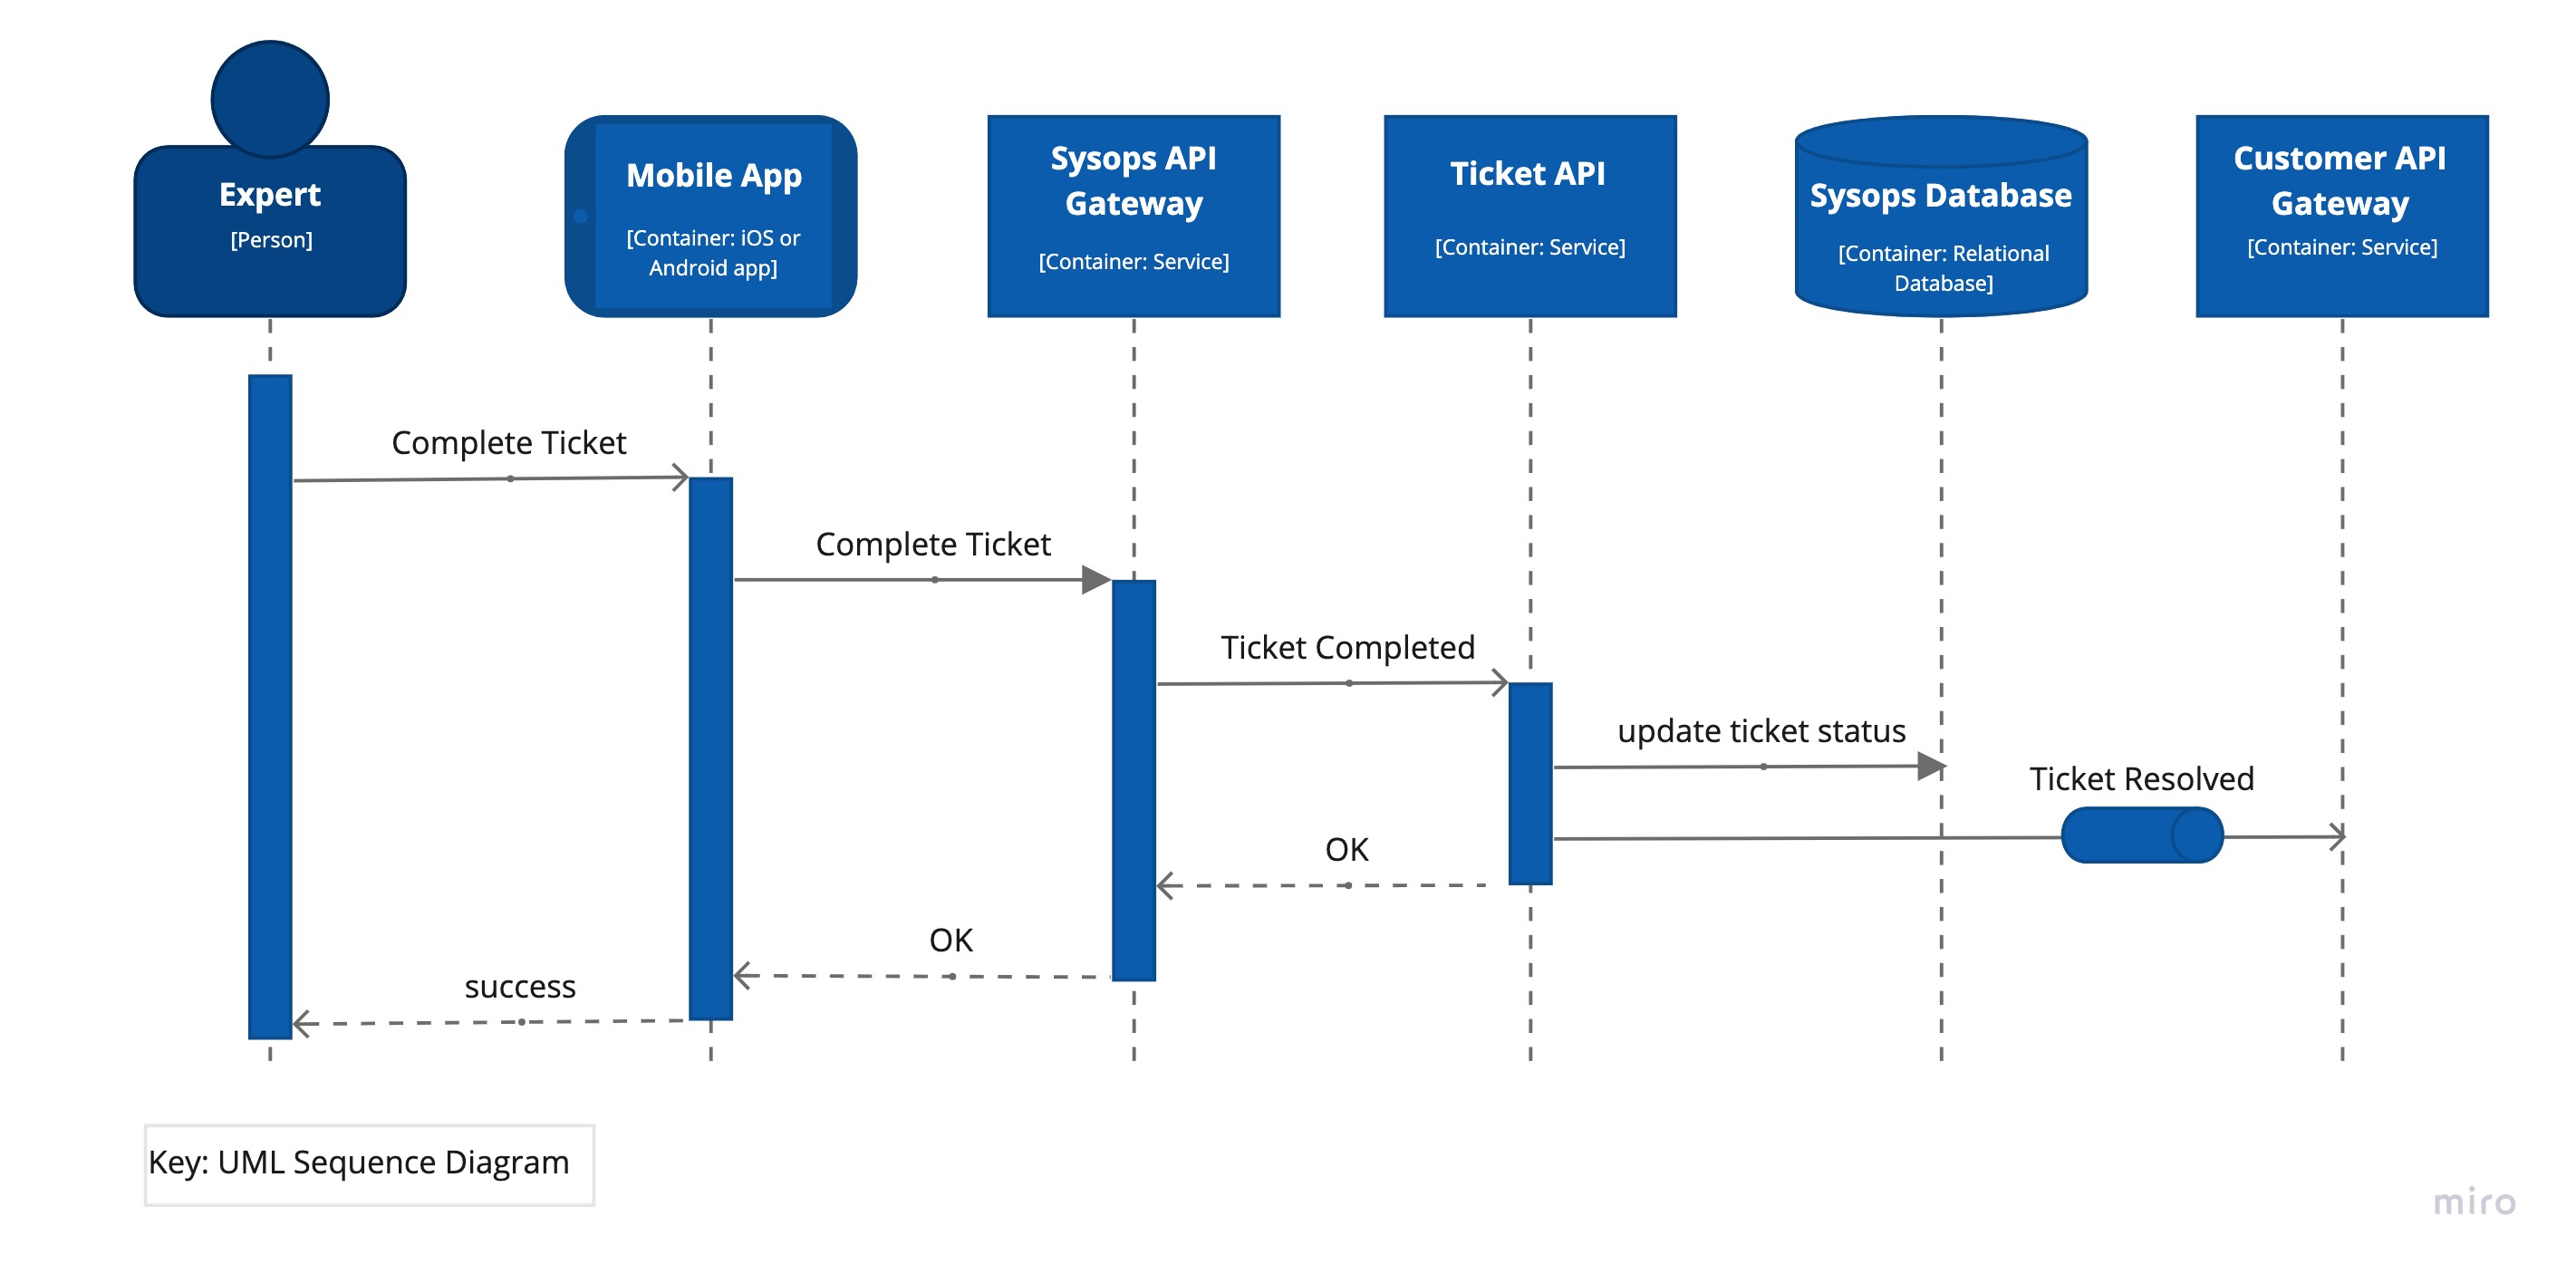 Expert
[Person]
Mobile App
[Container: iOS or
Android app]
Sysops API
Gateway
[Container: Service]
Ticket API
[Container: Service]
Sysops Database
[Container: Relational
Database]
Customer API
Gateway
[Container: Service]
Complete Ticket
Complete Ticket
Ticket Completed
update ticket status
Ticket Resolved
OK
OK
success
Key: UML Sequence Diagram
miro